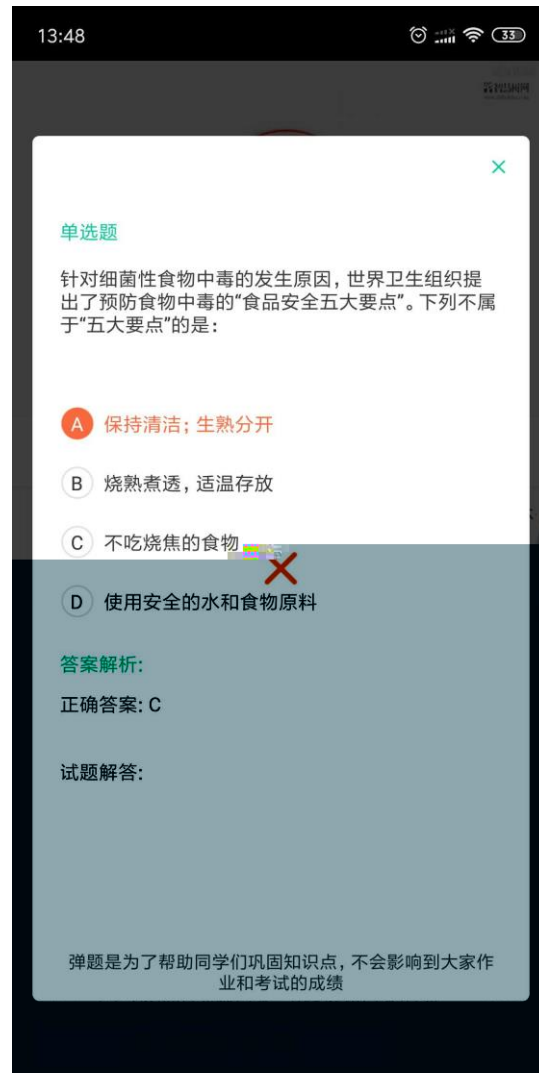 13:48
33
单选题
针对细菌性食物中毒的发生原因，世界卫生组织提
出了预防食物中毒的“食品安全五大要点”。下列不属
于“五大要点”的是：
A 保持清洁；生熟分开
B 烧熟煮透，适温存放
C 不吃烧焦的食物
D 使用安全的水和食物原料
答案解析:
正确答案: C
试题解答:
弹题是为了帮助同学们巩固知识点，不会影响到大家作
业和考试的成绩